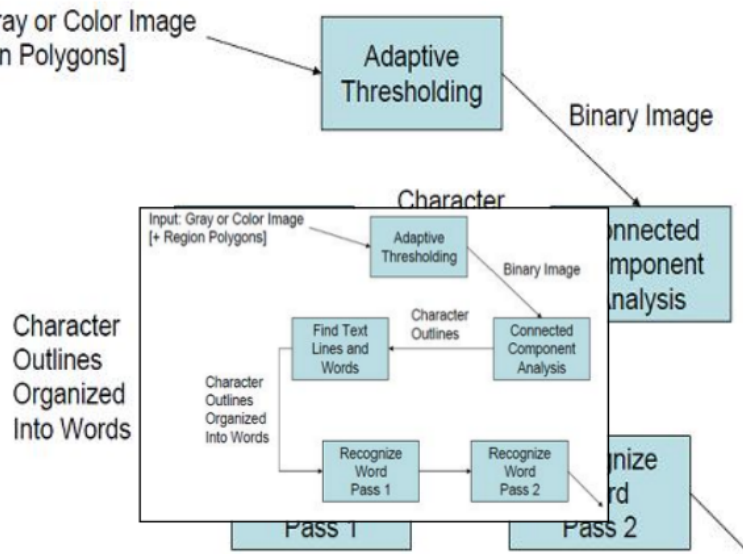 ray or Color Image
n Polygons]
Adaptive
Thresholding
Binary Image
Character
nnected
mponent
nalysis
Input: Gray or Color Image
[+ Region Polygons]
Adaptive
Thresholding
Binary Image
Character
Outlines
Find Text
Lines and
Words
Connected
Component
Analysis
Character
Outlines
Organized
Into Words
Recognize
Word
Pass 1
Recognize
Word
Pass 2
Character
Outlines
Organized
Into Words
gnize
rd
Pass 1
Pass 2